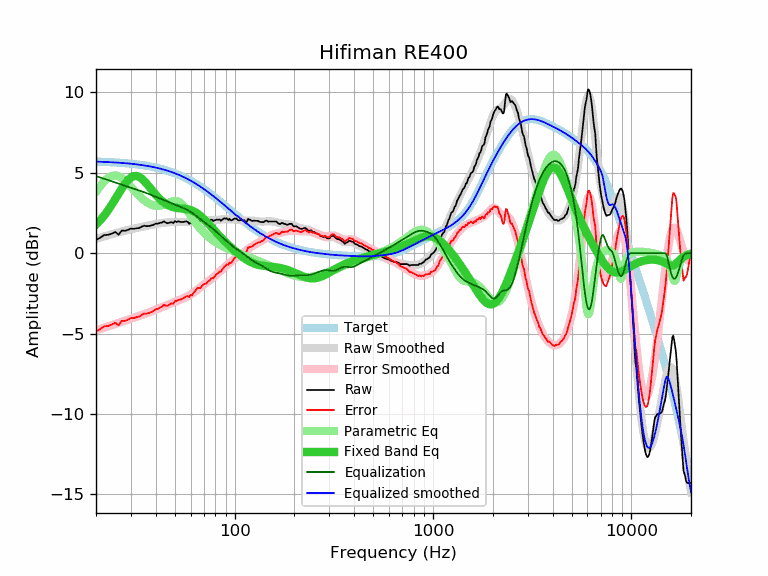 Hifiman RE400
Amplitude (dBr)
10
5
0
−5
−10
−15
Target
Raw Smoothed
Error Smoothed
Raw
Error
Parametric Eq
Fixed Band Eq
Equalization
Equalized smoothed
100
1000
10000
Frequency (Hz)